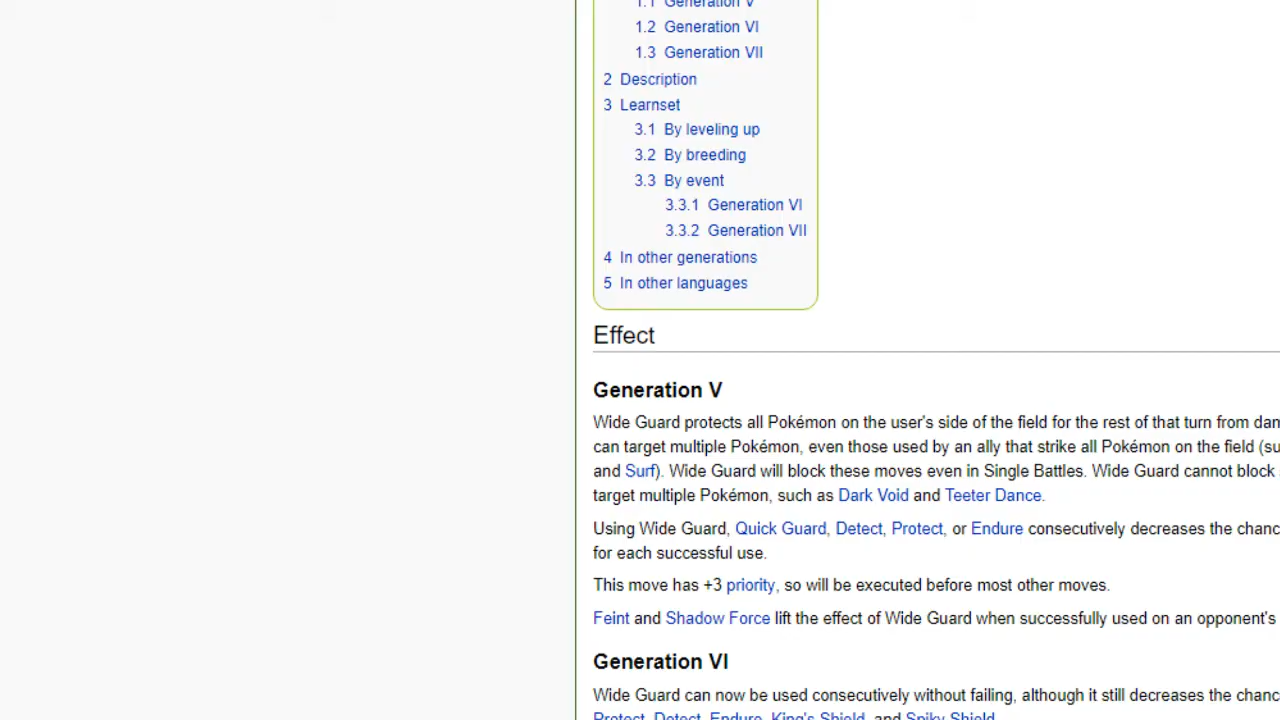 1.1 Generation V
1.2 Generation VI
1.3 Generation VII
2 Description
3 Learnset
3.1 By leveling up
3.2 By breeding
3.3 By event
3.3.1 Generation VI
3.3.2 Generation VII
4 In other generations
5 In other languages
Effect
Generation V
Wide Guard protects all Pokémon on the user's side of the field for the rest of that turn from
can target multiple Pokémon, even those used by an ally that strike all Pokémon on the field
and Surf). Wide Guard will block these moves even in Single Battles. Wide Guard cannot block
target multiple Pokémon, such as Dark Void and Teeter Dance.
Using Wide Guard, Quick Guard, Detect, Protect, or Endure consecutively decreases the
for each successful use.
This move has +3 priority, so will be executed before most other moves.
Feint and Shadow Force lift the effect of Wide Guard when successfully used on an opponent's
Generation VI
Wide Guard can now be used consecutively without failing, although it still decreases the
Protect, Detect, Endure, King's Shield, and Spiky Shield.